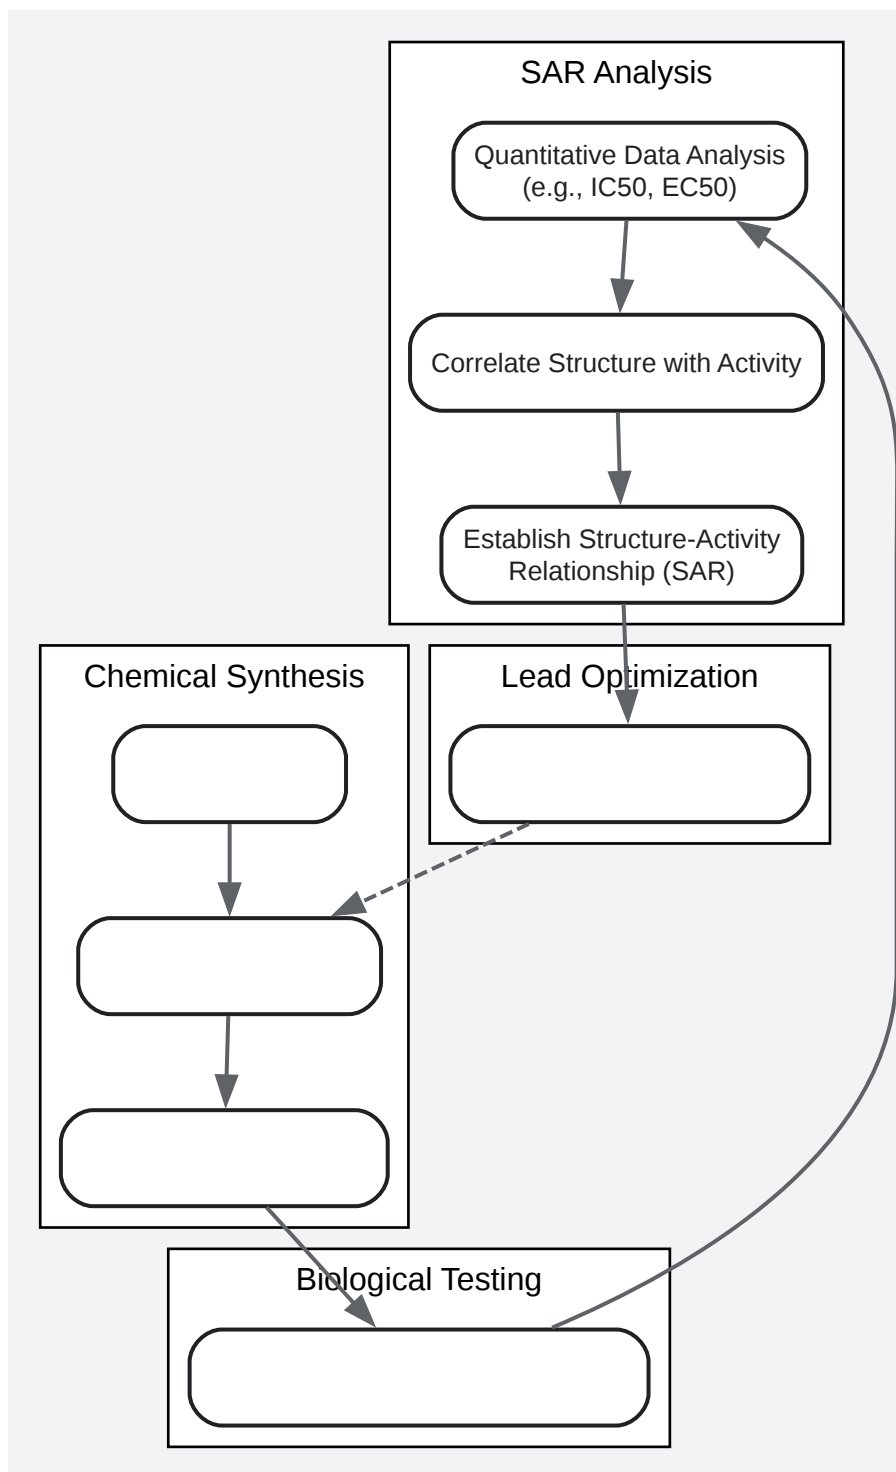 SAR Analysis
Quantitative Data Analysis
(e.g., IC50, EC50)
Correlate Structure with Activity
Establish Structure-Activity
Relationship (SAR)
Chemical Synthesis
Lead Optimization
Biological Testing